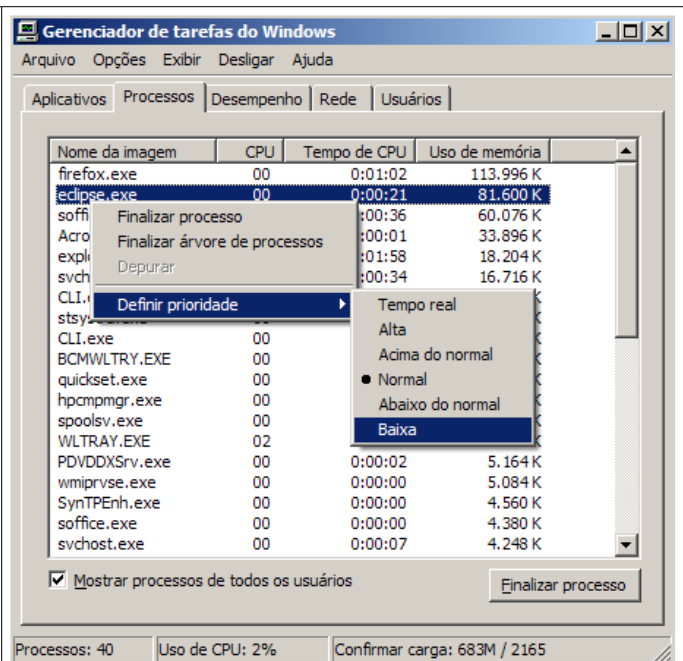 Gerenciador de tarefas do Windows
Arquivo Opções Exibir Desligar Ajuda
Aplicativos Processos Desempenho Rede Usuários
Nome da imagem CPU Tempo de CPU Uso de memória
firefox.exe 00 0:01:02 113.996 K
eclipse.exe 00 0:00:21 81.600 K
soffi :00:36 60.076 K
Acro :00:01 33.896 K
expl :01:58 18.204 K
svch :00:34 16.716 K
Finalizar processo
Finalizar árvore de processos
Depurar
Definir prioridade
Tempo real
Alta
Acima do normal
Normal
Abaixo do normal
Baixa
CLI.exe 00
BCMWLTRY.EXE 00
quickset.exe 00
hpcmpmgr.exe 00
spoolsv.exe 00
WLTRAY.EXE 02
PDVDDXSrv.exe 00 0:00:02 5.164 K
wmiprvse.exe 00 0:00:00 5.084 K
SynTPEnh.exe 00 0:00:00 4.560 K
soffice.exe 00 0:00:00 4.380 K
svchost.exe 00 0:00:07 4.248 K
Mostrar processos de todos os usuários
Finalizar processo
Processos: 40 Uso de CPU: 2% Confirmar carga: 683M / 2165